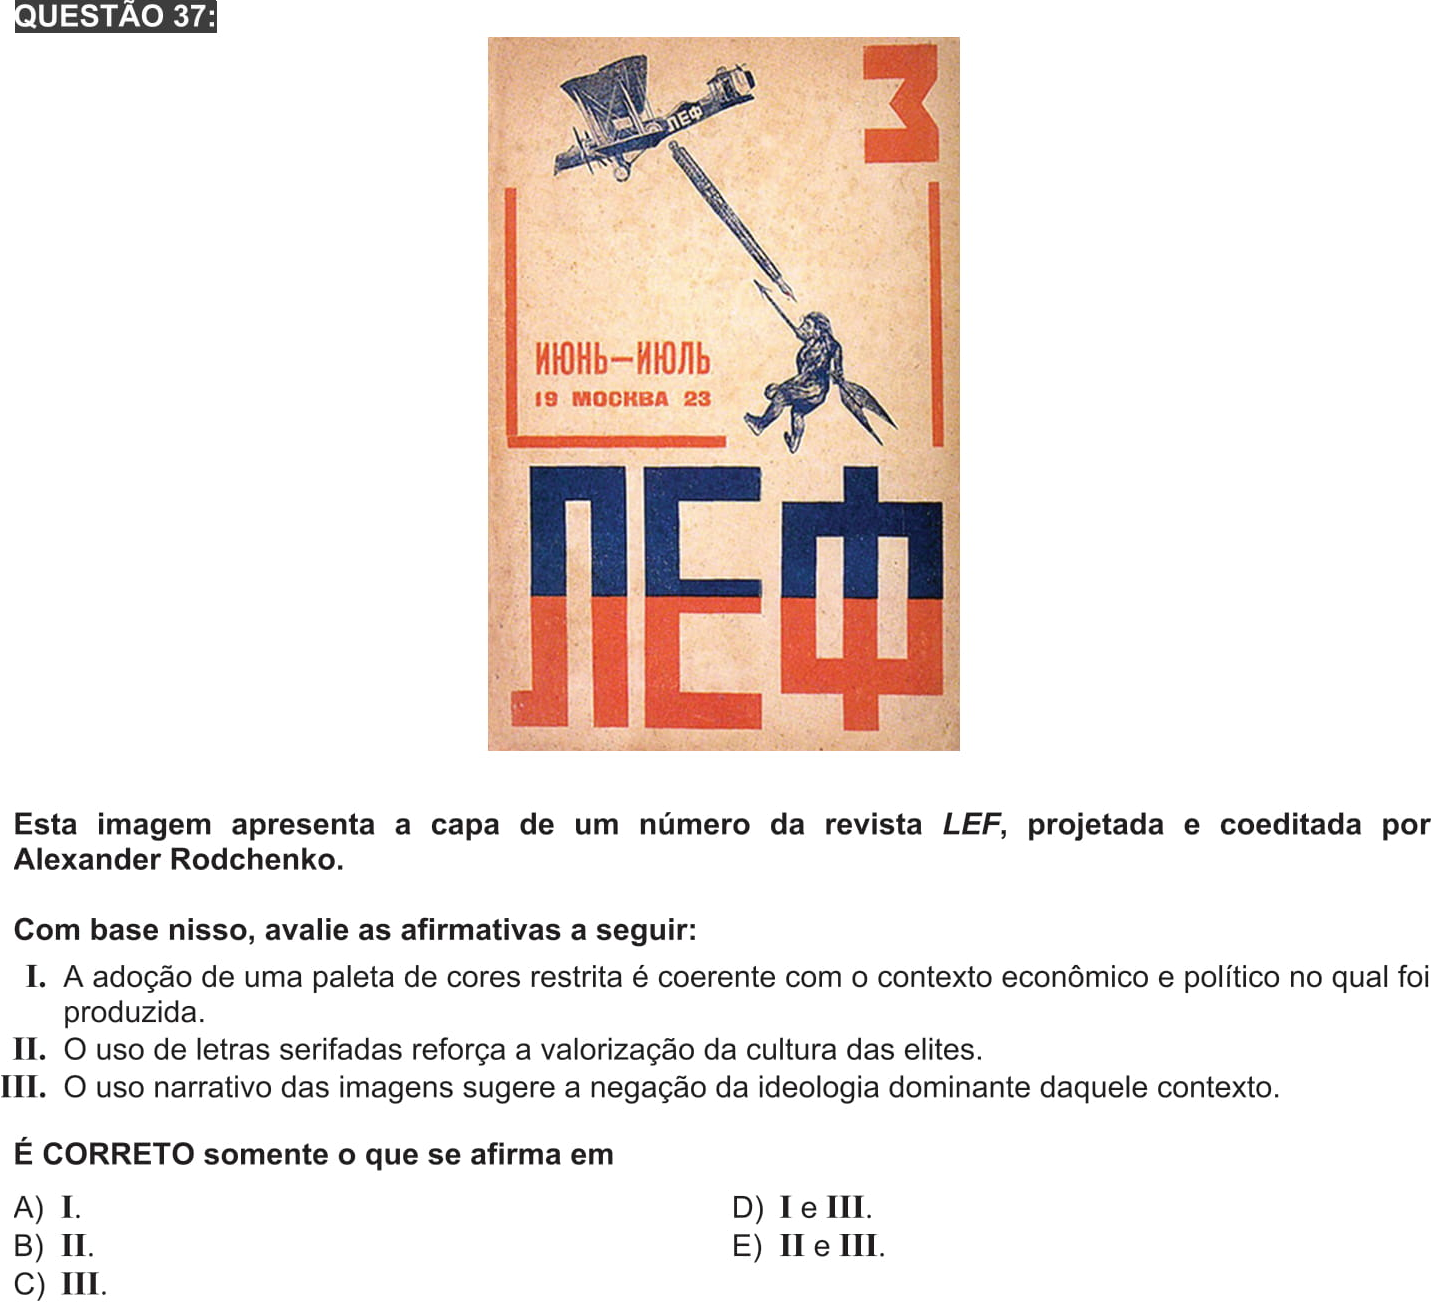 QUESTÃO 37:
ЛЕФ
3
ИЮНЬ–ИЮЛЬ
19 МОСКВА 23
ЛЕФ
Esta imagem apresenta a capa de um número da revista LEF, projetada e coeditada por
Alexander Rodchenko.
Com base nisso, avalie as afirmativas a seguir:
I. A adoção de uma paleta de cores restrita é coerente com o contexto econômico e político no qual foi
produzida.
II. O uso de letras serifadas reforça a valorização da cultura das elites.
III. O uso narrativo das imagens sugere a negação da ideologia dominante daquele contexto.
É CORRETO somente o que se afirma em
A) I.
B) II.
C) III.
D) I e III.
E) II e III.